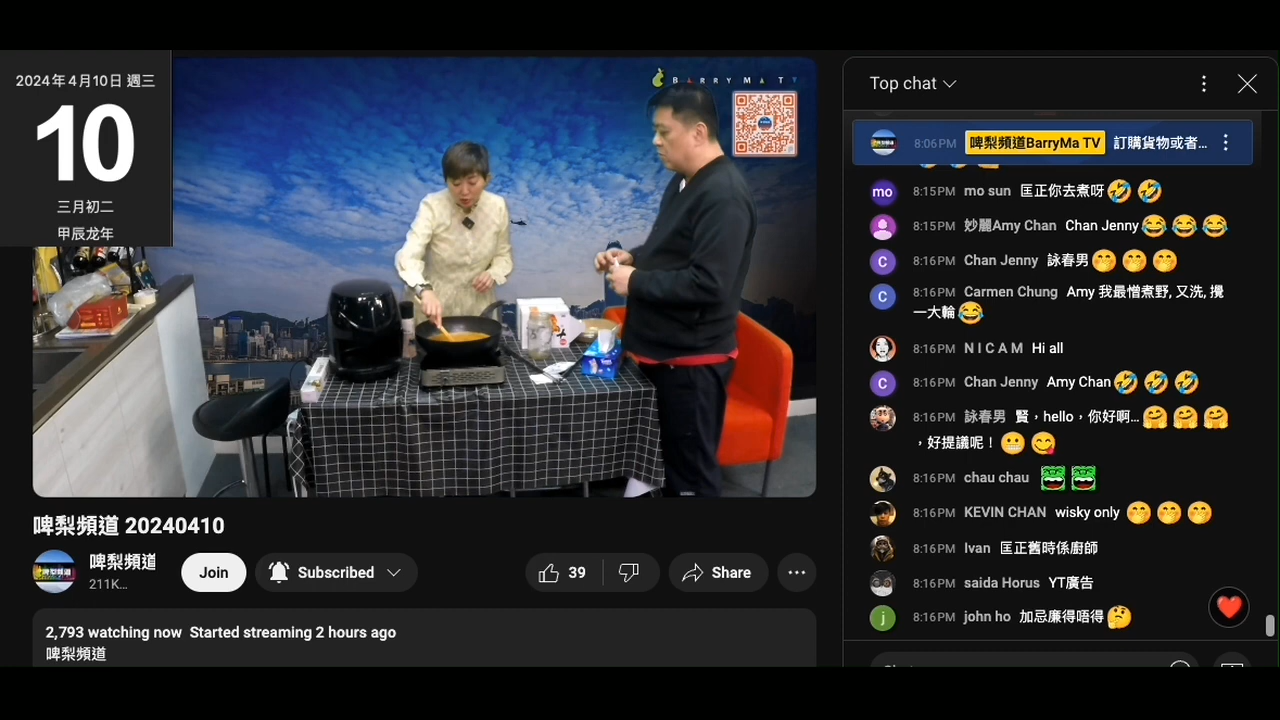 2024年4月10日 週三
10
三月初二
甲辰龙年
BARRYMATV
啤梨頻道 20240410
啤梨頻道
211K...
Join
Subscribed
39
Share
2,793 watching now Started streaming 2 hours ago
啤梨頻道
Top chat
8:06PM 啤梨頻道BarryMa TV 訂購貨物或者...
8:15PM mo sun 匡正你去煮呀🤣🤣
8:15PM 妙麗Amy Chan Chan Jenny😂😂😂
8:16PM Chan Jenny 詠春男🤭🤭🤭
8:16PM Carmen Chung Amy 我最憎煮野, 又洗, 攪
一大輪😂
8:16PM N I C A M Hi all
8:16PM Chan Jenny Amy Chan🤣🤣🤣
8:16PM 詠春男 賢，hello，你好啊...🤗🤗🤗
，好提議呢！😬😋
8:16PM chau chau
8:16PM KEVIN CHAN wisky only 🤭🤭🤭
8:16PM Ivan 匡正舊時係廚師
8:16PM saida Horus YT廣告
8:16PM john ho 加忌廉得唔得🤔